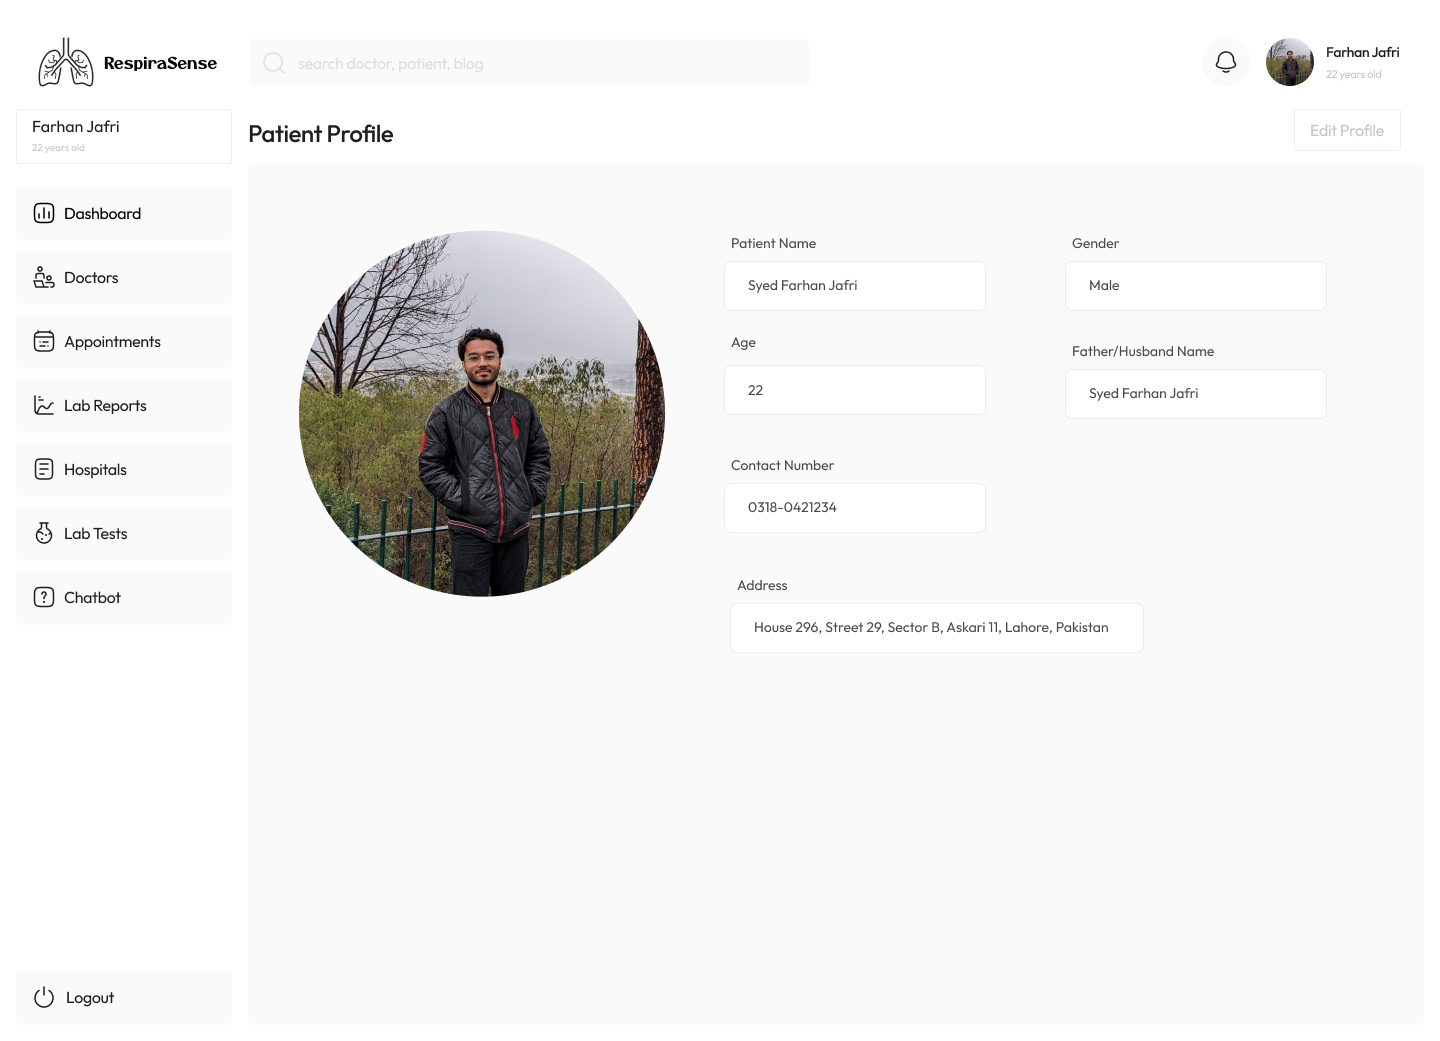 RespiraSense
search doctor, patient, blog
Farhan Jafri
22 years old
Farhan Jafri
22 years old
Patient Profile
Edit Profile
Dashboard
Doctors
Appointments
Lab Reports
Hospitals
Lab Tests
Chatbot
Logout
Patient Name
Syed Farhan Jafri
Gender
Male
Age
22
Father/Husband Name
Syed Farhan Jafri
Contact Number
0318-0421234
Address
House 296, Street 29, Sector B, Askari 11, Lahore, Pakistan